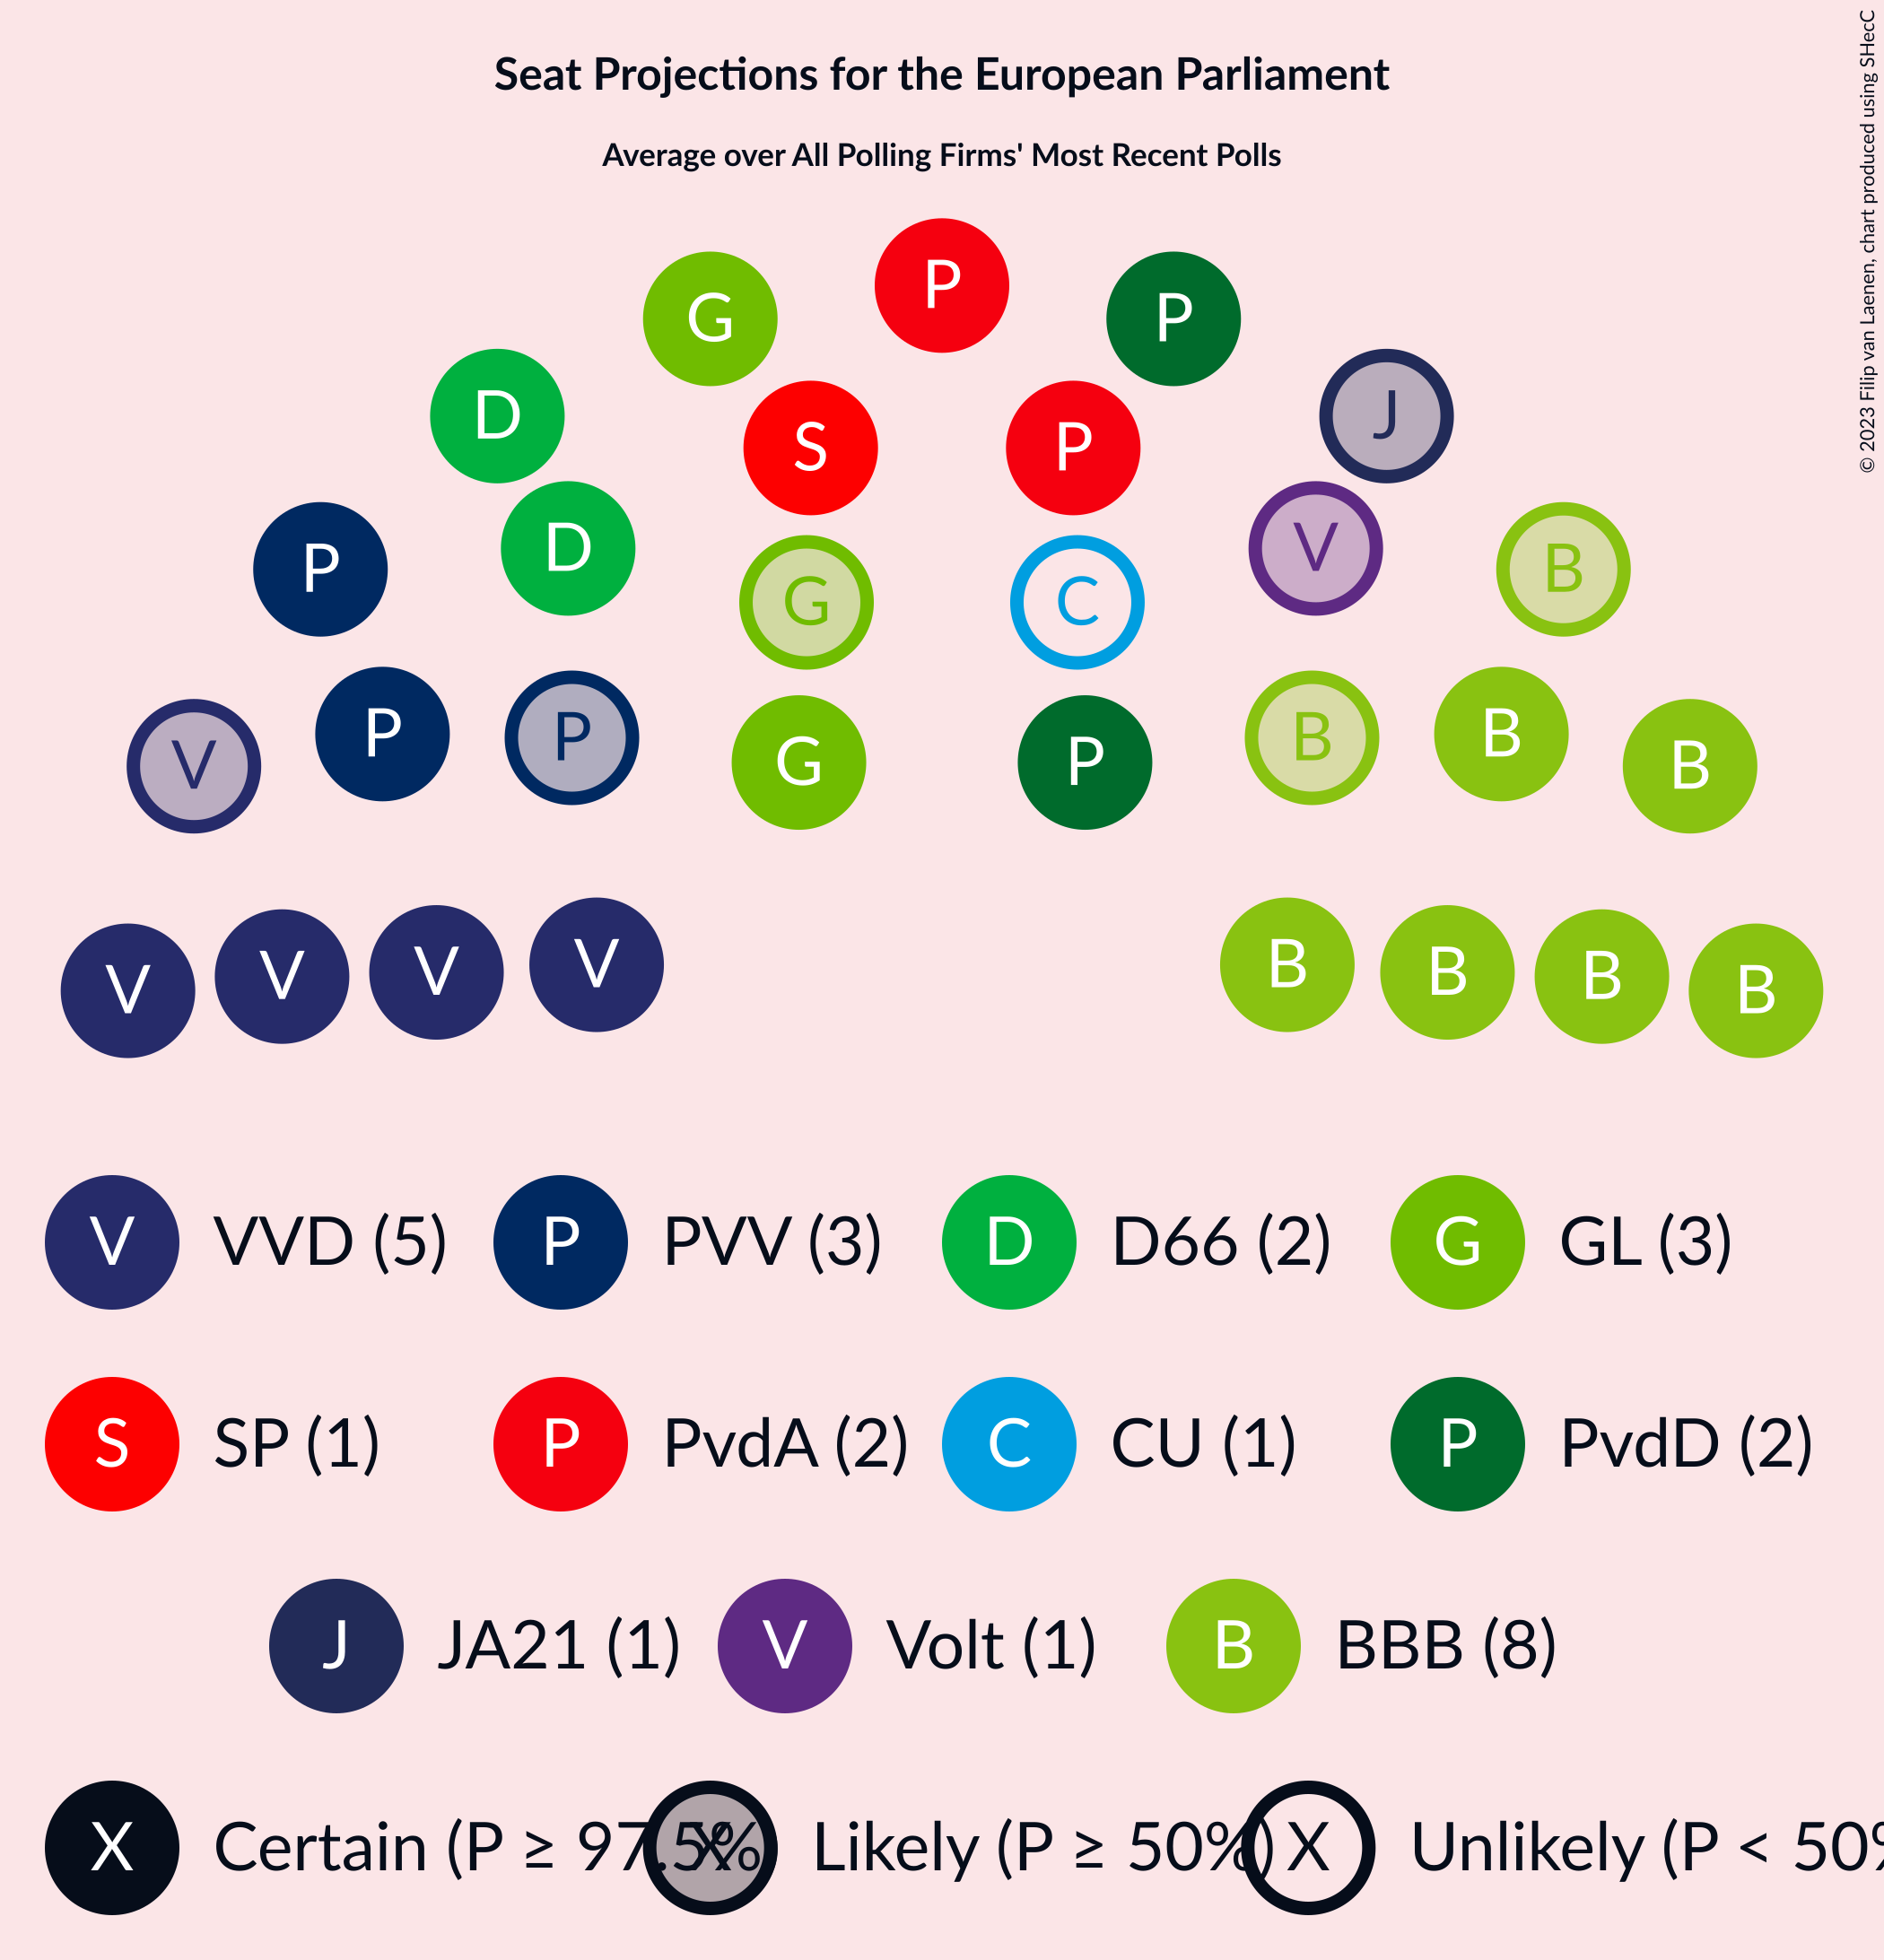 Seat Projections for the European Parliament
Average over All Polling Firms' Most Recent Polls
© 2023 Filip van Laenen, chart produced using SHecC
P
G P
D S P J
P D G C V B
V P P G P B B B
V V V V B B B B
V VVD (5) P PVV (3) D D66 (2) G GL (3)
S SP (1) P PvdA (2) C CU (1) P PvdD (2)
J JA21 (1) V Volt (1) B BBB (8)
X Certain (P ≥ 97.5% X Likely (P ≥ 50%) X Unlikely (P < 50%